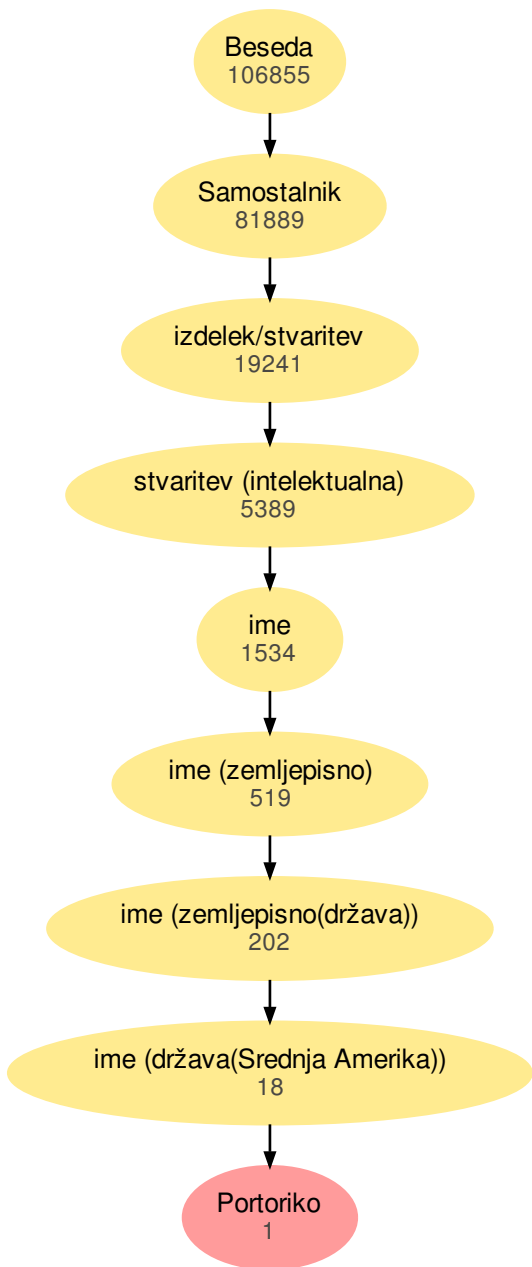 Beseda
106855
Samostalnik
81889
izdelek/stvaritev
19241
stvaritev (intelektualna)
5389
ime
1534
ime (zemljepisno)
519
ime (zemljepisno(država))
202
ime (država(Srednja Amerika))
18
Portoriko
1